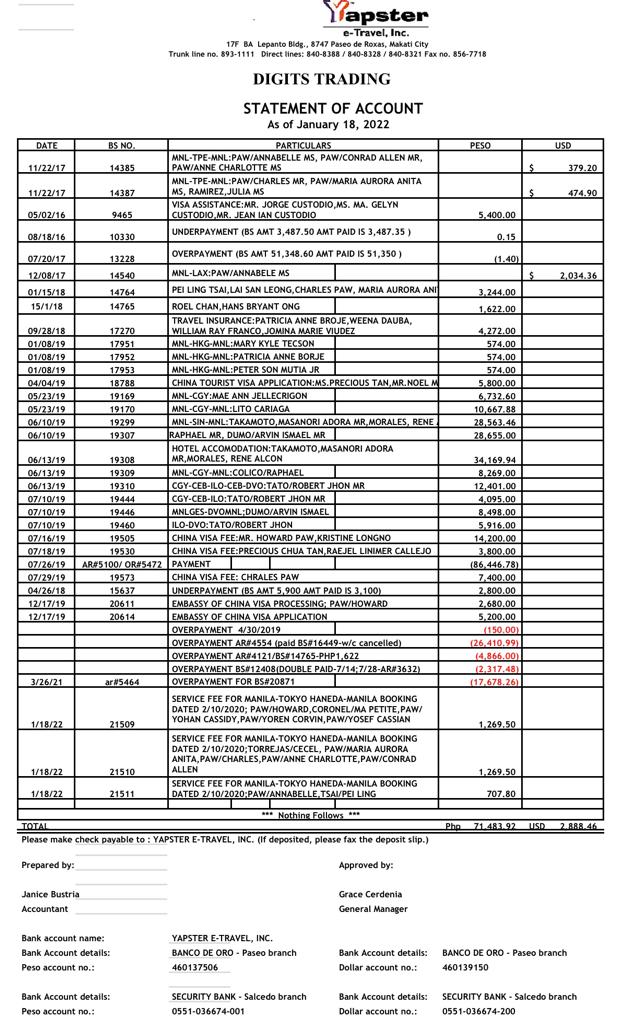 Yapster
e-Travel, Inc.
17F BA Lepanto Bldg., 8747 Paseo de Roxas, Makati City
Trunk line no. 893-1111 Direct lines: 840-8388 / 840-8328 / 840-8321 Fax no. 856-7718
DIGITS TRADING
STATEMENT OF ACCOUNT
As of January 18, 2022
DATE BS NO. PARTICULARS PESO USD
MNL-TPE-MNL:PAW/ANNABELLE MS, PAW/CONRAD ALLEN MR,
11/22/17 14385 PAW/ANNE CHARLOTTE MS $ 379.20
MNL-TPE-MNL:PAW/CHARLES MR, PAW/MARIA AURORA ANITA
11/22/17 14387 MS, RAMIREZ,JULIA MS $ 474.90
VISA ASSISTANCE:MR. JORGE CUSTODIO,MS. MA. GELYN
05/02/16 9465 CUSTODIO,MR. JEAN IAN CUSTODIO 5,400.00
08/18/16 10330 UNDERPAYMENT (BS AMT 3,487.50 AMT PAID IS 3,487.35 ) 0.15
07/20/17 13228 OVERPAYMENT (BS AMT 51,348.60 AMT PAID IS 51,350 ) (1.40)
12/08/17 14540 MNL-LAX:PAW/ANNABELE MS $ 2,034.36
01/15/18 14764 PEI LING TSAI,LAI SAN LEONG,CHARLES PAW, MARIA AURORA ANI 3,244.00
15/1/18 14765 ROEL CHAN,HANS BRYANT ONG 1,622.00
TRAVEL INSURANCE:PATRICIA ANNE BROJE,WEENA DAUBA,
09/28/18 17270 WILLIAM RAY FRANCO,JOMINA MARIE VIUDEZ 4,272.00
01/08/19 17951 MNL-HKG-MNL:MARY KYLE TECSON 574.00
01/08/19 17952 MNL-HKG-MNL:PATRICIA ANNE BORJE 574.00
01/08/19 17953 MNL-HKG-MNL:PETER SON MUTIA JR 574.00
04/04/19 18788 CHINA TOURIST VISA APPLICATION:MS.PRECIOUS TAN,MR.NOEL M 5,800.00
05/23/19 19169 MNL-CGY:MAE ANN JELLECRIGON 6,732.60
05/23/19 19170 MNL-CGY-MNL:LITO CARIAGA 10,667.88
06/10/19 19299 MNL-SIN-MNL:TAKAMOTO,MASANORI ADORA MR,MORALES, RENE 28,563.46
06/10/19 19307 RAPHAEL MR, DUMO/ARVIN ISMAEL MR 28,655.00
HOTEL ACCOMODATION:TAKAMOTO,MASANORI ADORA
06/13/19 19308 MR,MORALES, RENE ALCON 34,169.94
06/13/19 19309 MNL-CGY-MNL:COLICO/RAPHAEL 8,269.00
06/13/19 19310 CGY-CEB-ILO-CEB-DVO:TATO/ROBERT JHON MR 12,401.00
07/10/19 19444 CGY-CEB-ILO:TATO/ROBERT JHON MR 4,095.00
07/10/19 19446 MNLGES-DVOMNL;DUMO/ARVIN ISMAEL 8,498.00
07/10/19 19460 ILO-DVO:TATO/ROBERT JHON 5,916.00
07/16/19 19505 CHINA VISA FEE:MR. HOWARD PAW,KRISTINE LONGNO 14,200.00
07/18/19 19530 CHINA VISA FEE:PRECIOUS CHUA TAN,RAEJEL LINIMER CALLEJO 3,800.00
07/26/19 AR#5100/ OR#5472 PAYMENT (86,446.78)
07/29/19 19573 CHINA VISA FEE: CHRALES PAW 7,400.00
04/26/18 15637 UNDERPAYMENT (BS AMT 5,900 AMT PAID IS 3,100) 2,800.00
12/17/19 20611 EMBASSY OF CHINA VISA PROCESSING; PAW/HOWARD 2,680.00
12/17/19 20614 EMBASSY OF CHINA VISA APPLICATION 5,200.00
OVERPAYMENT 4/30/2019 (150.00)
OVERPAYMENT AR#4554 (paid BS#16449-w/c cancelled) (26,410.99)
OVERPAYMENT AR#4121/BS#14765-PHP1,622 (4,866.00)
OVERPAYMENT BS#12408(DOUBLE PAID-7/14;7/28-AR#3632) (2,317.48)
3/26/21 ar#5464 OVERPAYMENT FOR BS#20871 (17,678.26)
SERVICE FEE FOR MANILA-TOKYO HANEDA-MANILA BOOKING
DATED 2/10/2020; PAW/HOWARD,CORONEL/MA PETITE,PAW/
YOHAN CASSIDY,PAW/YOREN CORVIN,PAW/YOSEF CASSIAN
1/18/22 21509 1,269.50
SERVICE FEE FOR MANILA-TOKYO HANEDA-MANILA BOOKING
DATED 2/10/2020;TORREJAS/CECEL, PAW/MARIA AURORA
ANITA,PAW/CHARLES,PAW/ANNE CHARLOTTE,PAW/CONRAD
1/18/22 21510 ALLEN 1,269.50
SERVICE FEE FOR MANILA-TOKYO HANEDA-MANILA BOOKING
1/18/22 21511 DATED 2/10/2020;PAW/ANNABELLE,TSAI/PEI LING 707.80
*** Nothing Follows ***
TOTAL Php 71,483.92 USD 2,888.46
Please make check payable to : YAPSTER E-TRAVEL, INC. (If deposited, please fax the deposit slip.)
Prepared by: Approved by:
Janice Bustria Grace Cerdenia
Accountant General Manager
Bank account name: YAPSTER E-TRAVEL, INC.
Bank Account details: BANCO DE ORO - Paseo branch Bank Account details: BANCO DE ORO - Paseo branch
Peso account no.: 460137506 Dollar account no.: 460139150
Bank Account details: SECURITY BANK - Salcedo branch Bank Account details: SECURITY BANK - Salcedo branch
Peso account no.: 0551-036674-001 Dollar account no.: 0551-036674-200